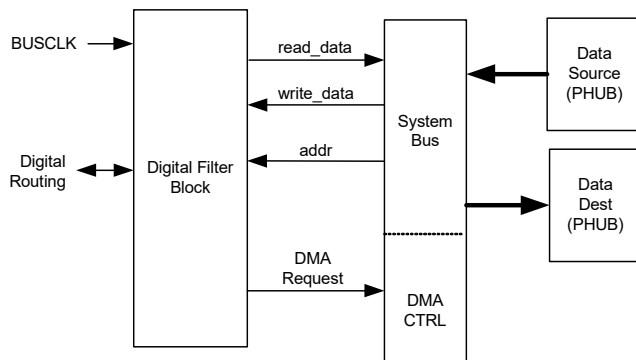 BUSCLK
Digital
Routing
Digital Filter
Block
read_data
write_data
addr
DMA
Request
System
Bus
DMA
CTRL
Data
Source
(PHUB)
Data
Dest
(PHUB)